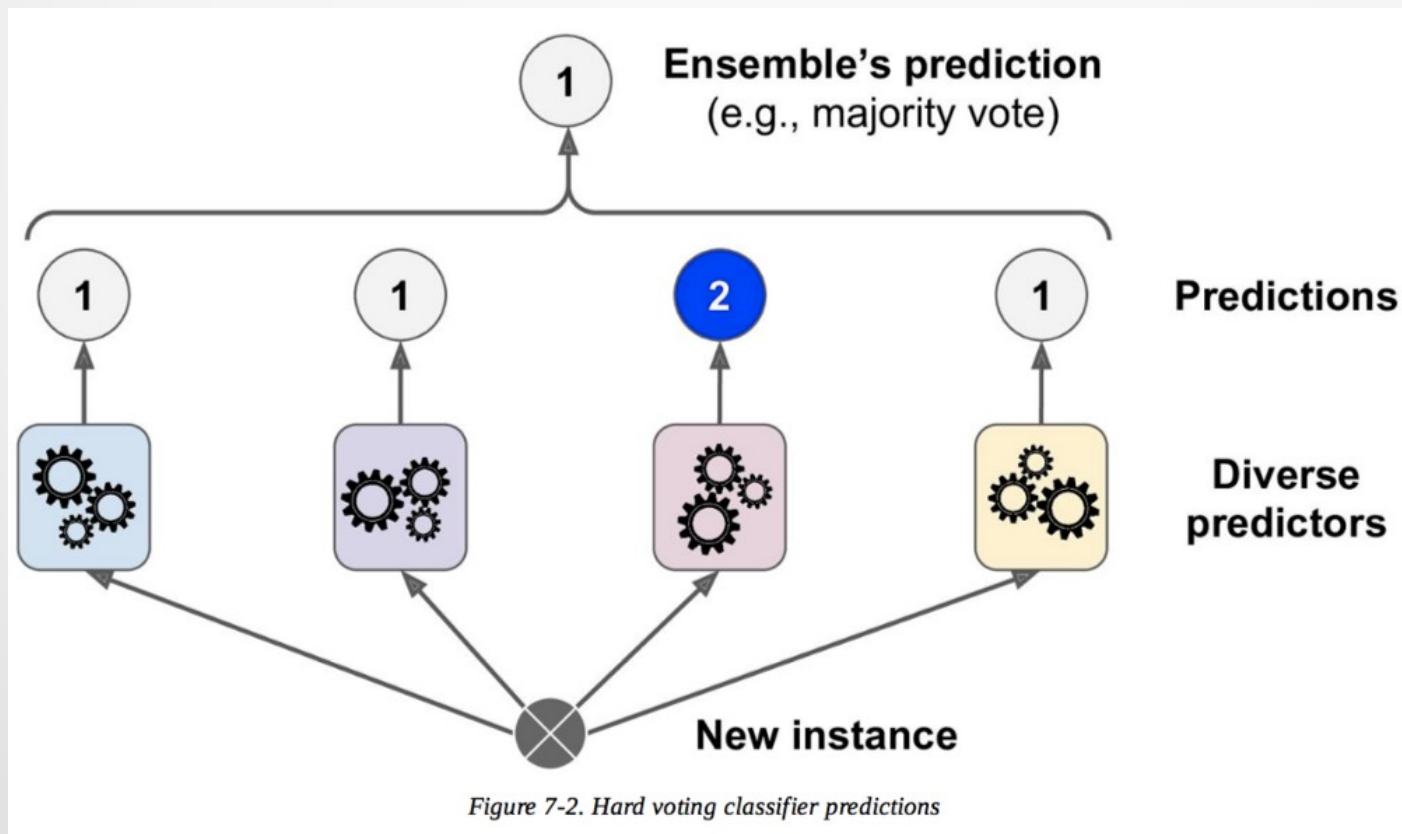 1
Ensemble’s prediction
(e.g., majority vote)
1
1
2
1
Predictions
Diverse
predictors
New instance
Figure 7-2. Hard voting classifier predictions